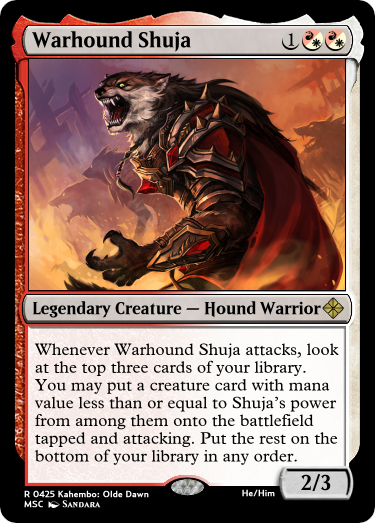 Warhound Shuja 1
Legendary Creature — Hound Warrior
Whenever Warhound Shuja attacks, look
at the top three cards of your library.
You may put a creature card with mana
value less than or equal to Shuja's power
from among them onto the battlefield
tapped and attacking. Put the rest on the
bottom of your library in any order.
2/3
R 0425 Kahembo: Olde Dawn He/Him
MSC Sandara